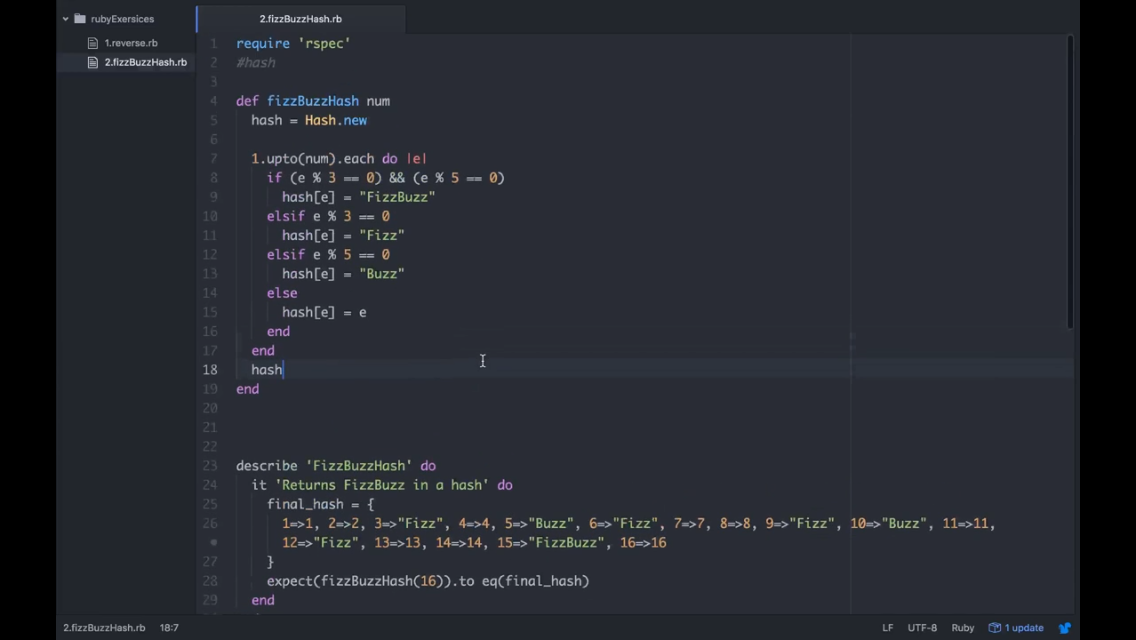 rubyExersices
1.reverse.rb
2.fizzBuzzHash.rb
2.fizzBuzzHash.rb
1 require 'rspec'
2 #hash
3
4 def fizzBuzzHash num
5 hash = Hash.new
6
7 1.upto(num).each do |e|
8 if (e % 3 == 0) && (e % 5 == 0)
9 hash[e] = "FizzBuzz"
10 elsif e % 3 == 0
11 hash[e] = "Fizz"
12 elsif e % 5 == 0
13 hash[e] = "Buzz"
14 else
15 hash[e] = e
16 end
17 end
18 hash
19 end
20
21
22
23 describe 'FizzBuzzHash' do
24 it 'Returns FizzBuzz in a hash' do
25 final_hash = {
26 1=>1, 2=>2, 3=>"Fizz", 4=>4, 5=>"Buzz", 6=>"Fizz", 7=>7, 8=>8, 9=>"Fizz", 10=>"Buzz", 11=>11,
• 12=>"Fizz", 13=>13, 14=>14, 15=>"FizzBuzz", 16=>16
27 }
28 expect(fizzBuzzHash(16)).to eq(final_hash)
29 end
2.fizzBuzzHash.rb 18:7 LF UTF-8 Ruby 1 update